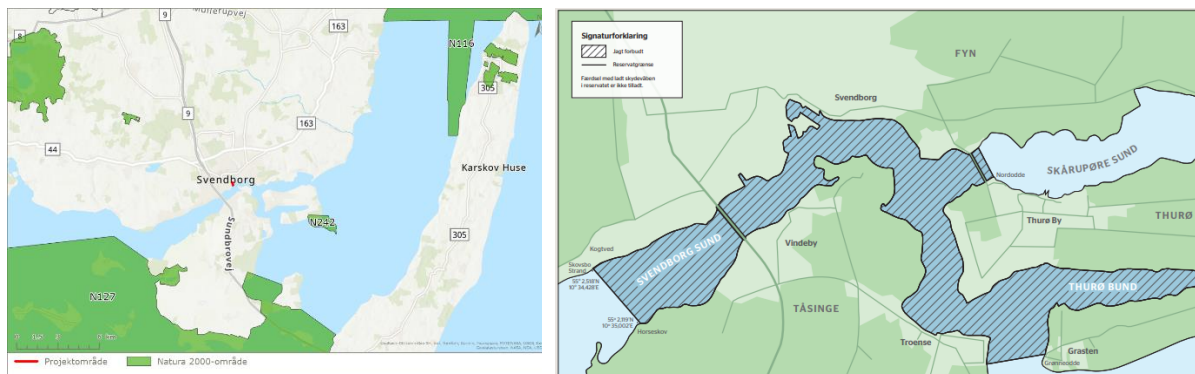 Mullerupvej
9
163
8
N116
305
9
163
44
Karskov Huse
Svendborg
N242
Sundbrovej
305
N127
Projektområde
Natura 2000-område
Signaturforklaring
Jagt forbudt
Reservatgrænse
Færdsel med ladt skydevåben
i reservatet er ikke tilladt.
FYN
Svendborg
SKÅRUPØRE SUND
Nordodde
Thurø By
THURØ
Vindeby
Kogtved
SVENDBORG SUND
Skovsbo
Strand
TÅSINGE
THURØ BUND
Horseskov
Troense
Grasten